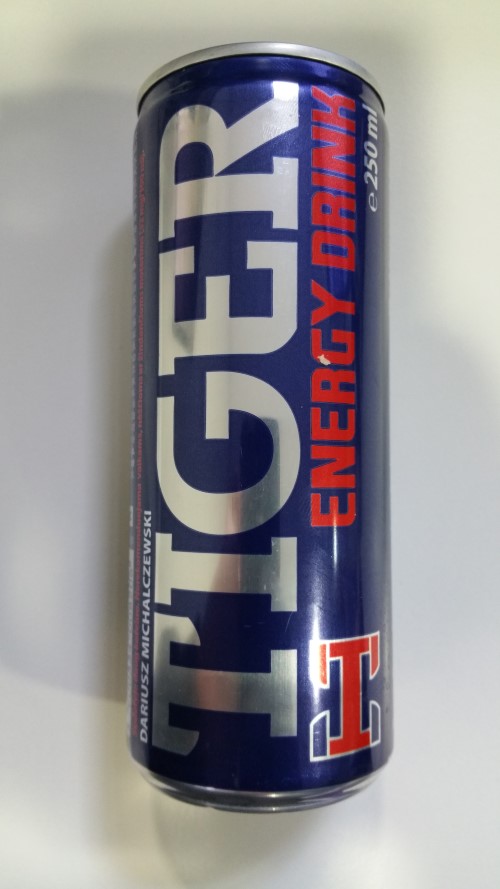 DARIUSZ MICHALCZEWSKI
TIGER
ENERGY DRINK
e 250 ml
T